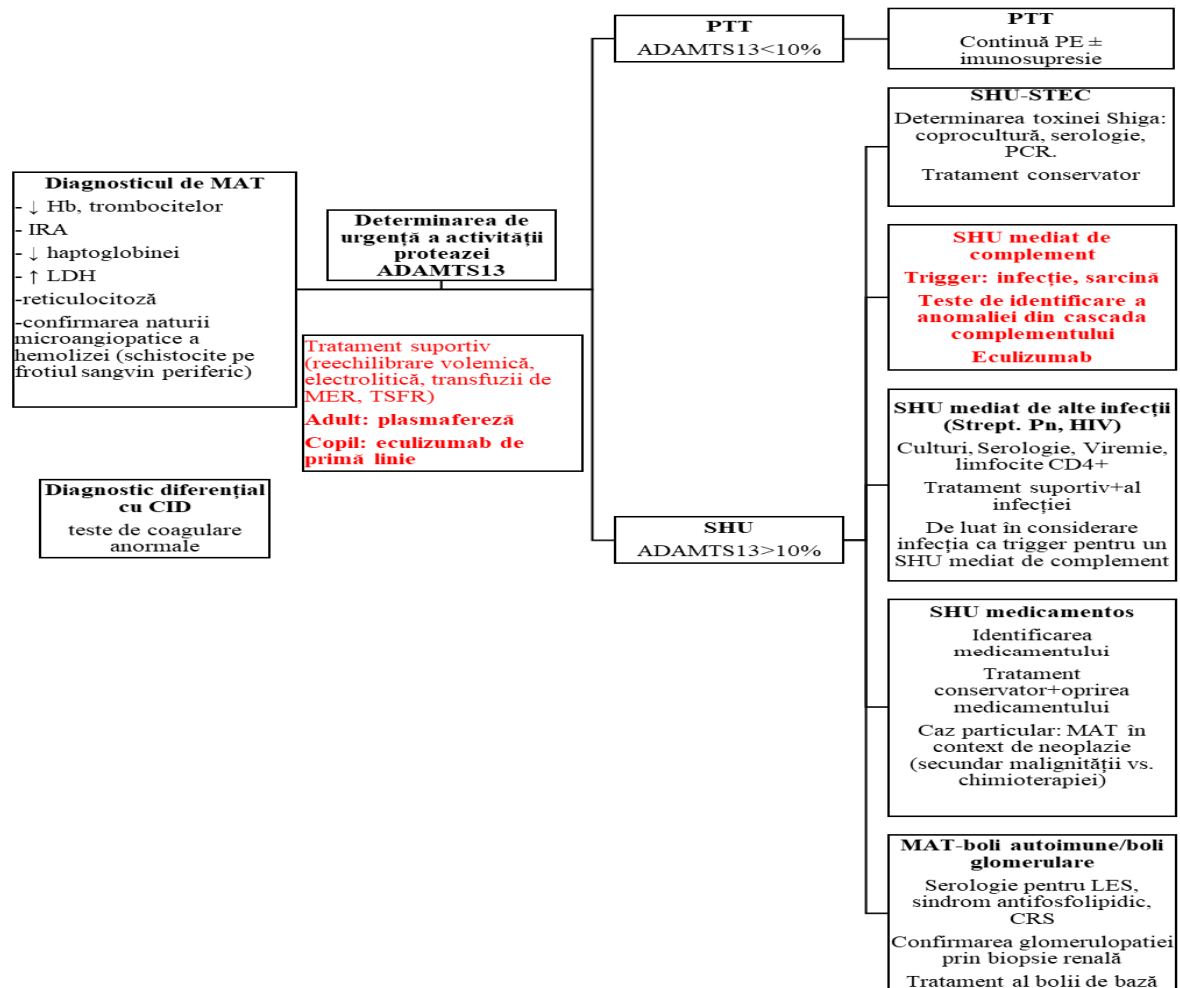 Diagnosticul de MAT
- ↓ Hb, trombocitelor
- IRA
- ↓ haptoglobinei
- ↑ LDH
-reticulocitoză
-confirmarea naturii
microangiopatice a
hemolizei (schistocite pe
frotiul sangvin periferic)
Diagnostic diferențial
cu CID
teste de coagulare
anormale
Determinarea de
urgență a activității
proteazei
ADAMTS13
Tratament suportiv
(reechilibrare volemică,
electrolitică, transfuzii de
MER, TSFR)
Adult: plasmafereză
Copil: eculizumab de
primă linie
PTT
ADAMTS13<10%
PTT
Continuă PE ±
imunosupresie
SHU
ADAMTS13>10%
SHU-STEC
Determinarea toxinei Shiga:
coprocultură, serologie,
PCR.
Tratament conservator
SHU mediat de
complement
Trigger: infecție, sarcină
Teste de identificare a
anomaliei din cascada
complementului
Eculizumab
SHU mediat de alte infecții
(Strept. Pn, HIV)
Culturi, Serologie, Viremie,
limfocite CD4+
Tratament suportiv+al
infecției
De luat în considerare
infecția ca trigger pentru un
SHU mediat de complement
SHU medicamentos
Identificarea
medicamentului
Tratament
conservator+oprirea
medicamentului
Caz particular: MAT în
context de neoplazie
(secundar malignității vs.
chimioterapiei)
MAT-boli autoimune/boli
glomerulare
Serologie pentru LES,
sindrom antifosfolipidic,
CRS
Confirmarea glomerulopatiei
prin biopsie renală
Tratament al bolii de bază